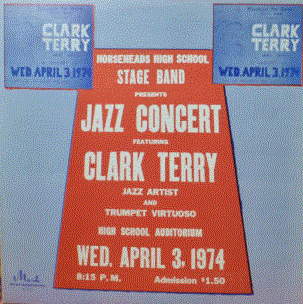 CLARK
TERRY
WED. APRIL 3, 1974
CLARK
TERRY
WED. APRIL 3, 1974
HORSEHEADS HIGH SCHOOL
STAGE BAND
PRESENTS
JAZZ CONCERT
FEATURING
CLARK TERRY
JAZZ ARTIST
AND
TRUMPET VIRTUOSO
HIGH SCHOOL AUDITORIUM
WED. APRIL 3, 1974
8:15 P.M. Admission $1.50